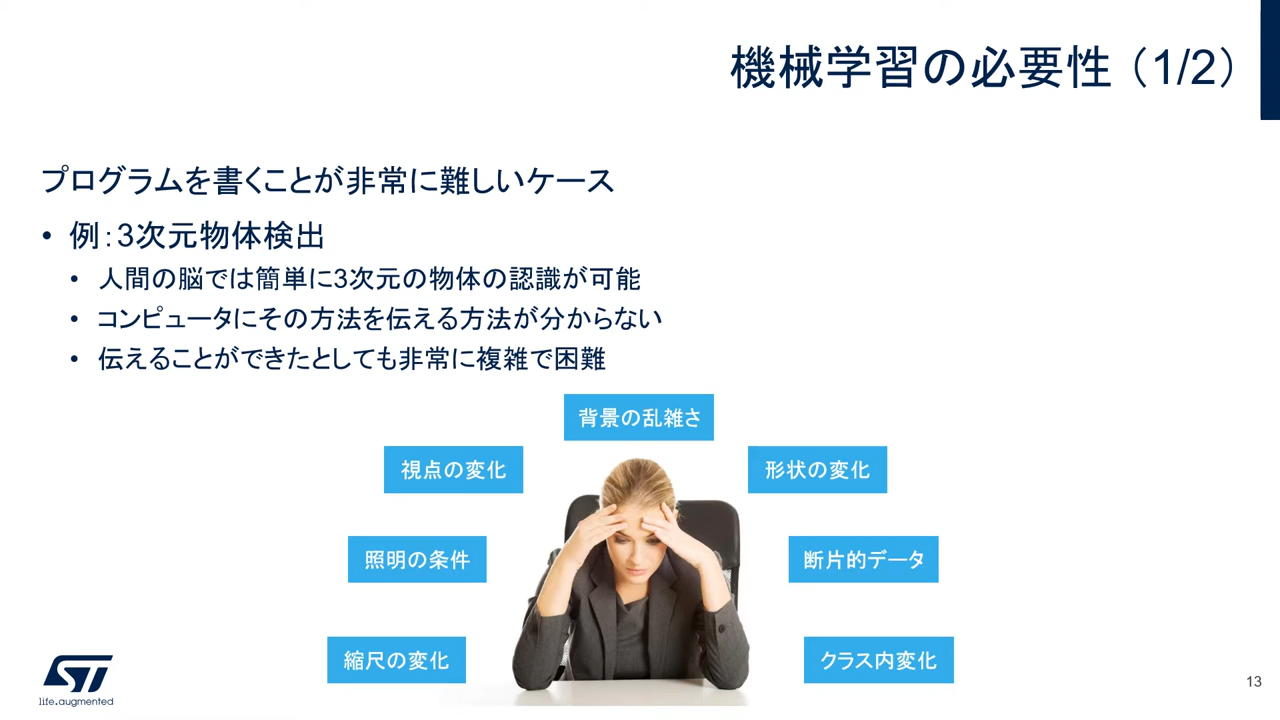 機械学習の必要性（1/2）
プログラムを書くことが非常に難しいケース
• 例：3次元物体検出
• 人間の脳では簡単に3次元の物体の認識が可能
• コンピュータにその方法を伝える方法が分からない
• 伝えることができたとしても非常に複雑で困難
背景の乱雑さ
視点の変化
形状の変化
照明の条件
断片的データ
縮尺の変化
クラス内変化
ST
life.augmented
13